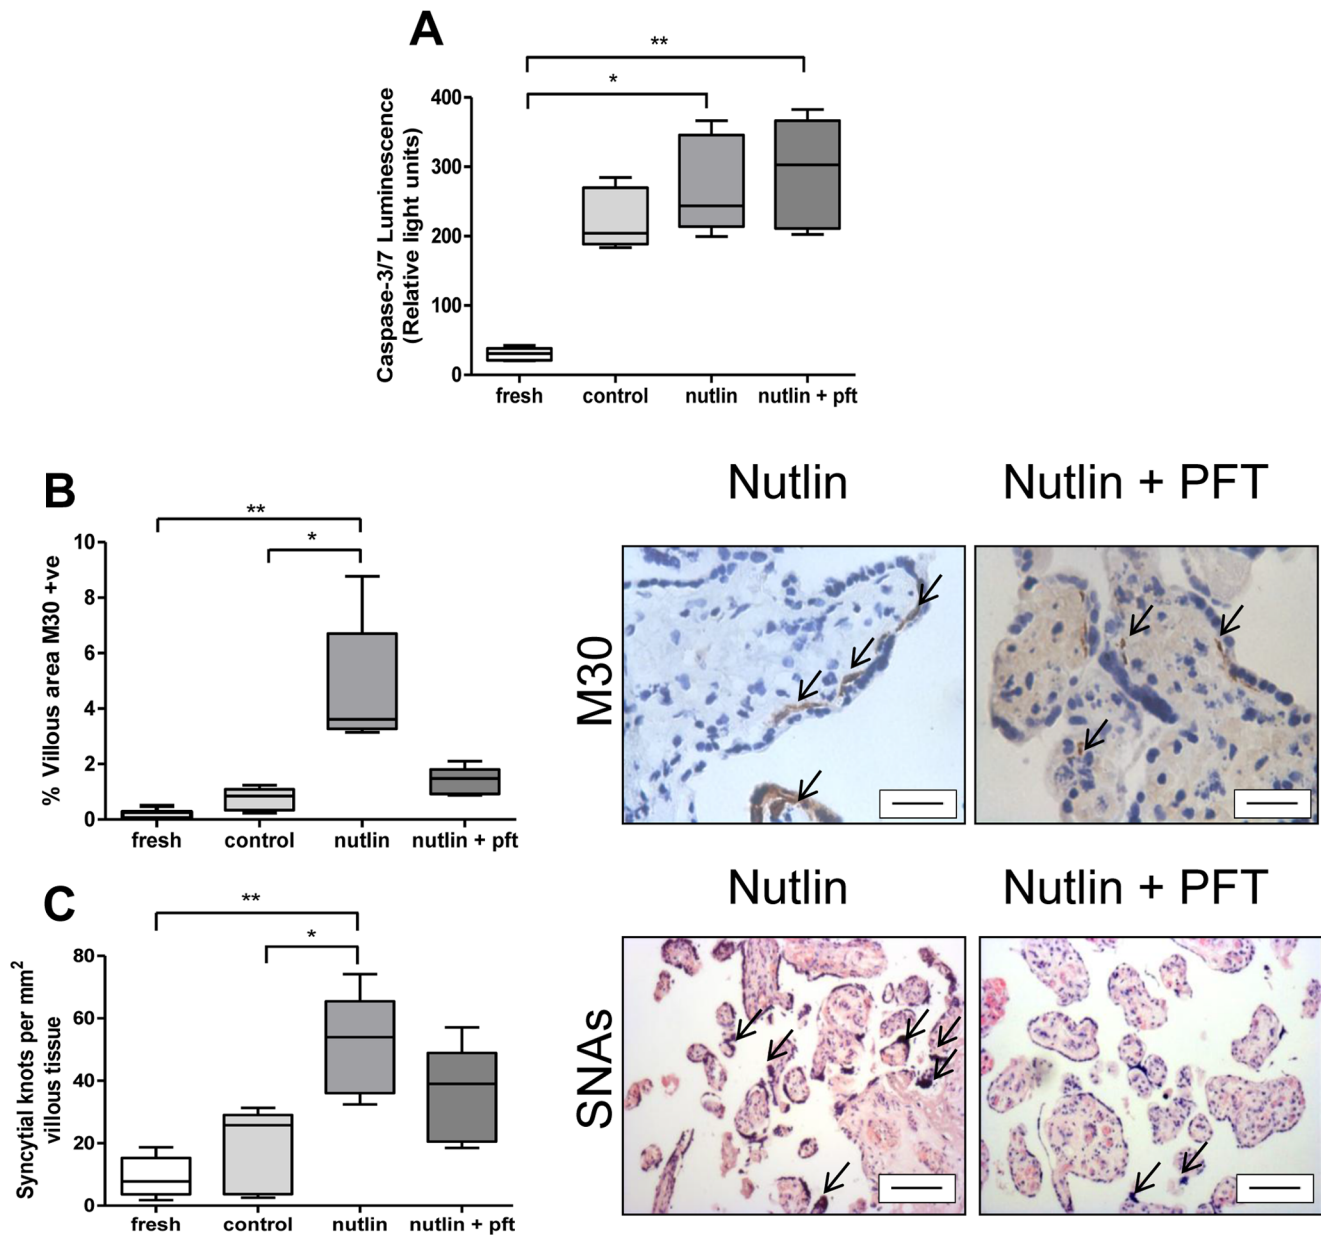 A
**
*
Caspase-3/7 Luminescence
(Relative light units)
400
300
200
100
0
fresh control nutlin nutlin + pft
B
**
*
% Villous area M30 +ve
10
8
6
4
2
0
fresh control nutlin nutlin + pft
Nutlin Nutlin + PFT
M30
C
**
*
Syncytial knots per mm²
villous tissue
80
60
40
20
0
fresh control nutlin nutlin + pft
Nutlin Nutlin + PFT
SNAs